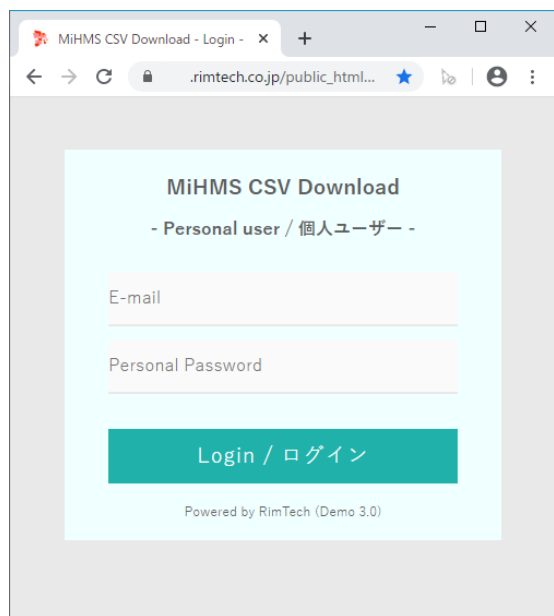 MiHMS CSV Download - Login -
.rimtech.co.jp/public_html...
MiHMS CSV Download
- Personal user / 個人ユーザー -
E-mail
Personal Password
Login / ログイン
Powered by RimTech (Demo 3.0)